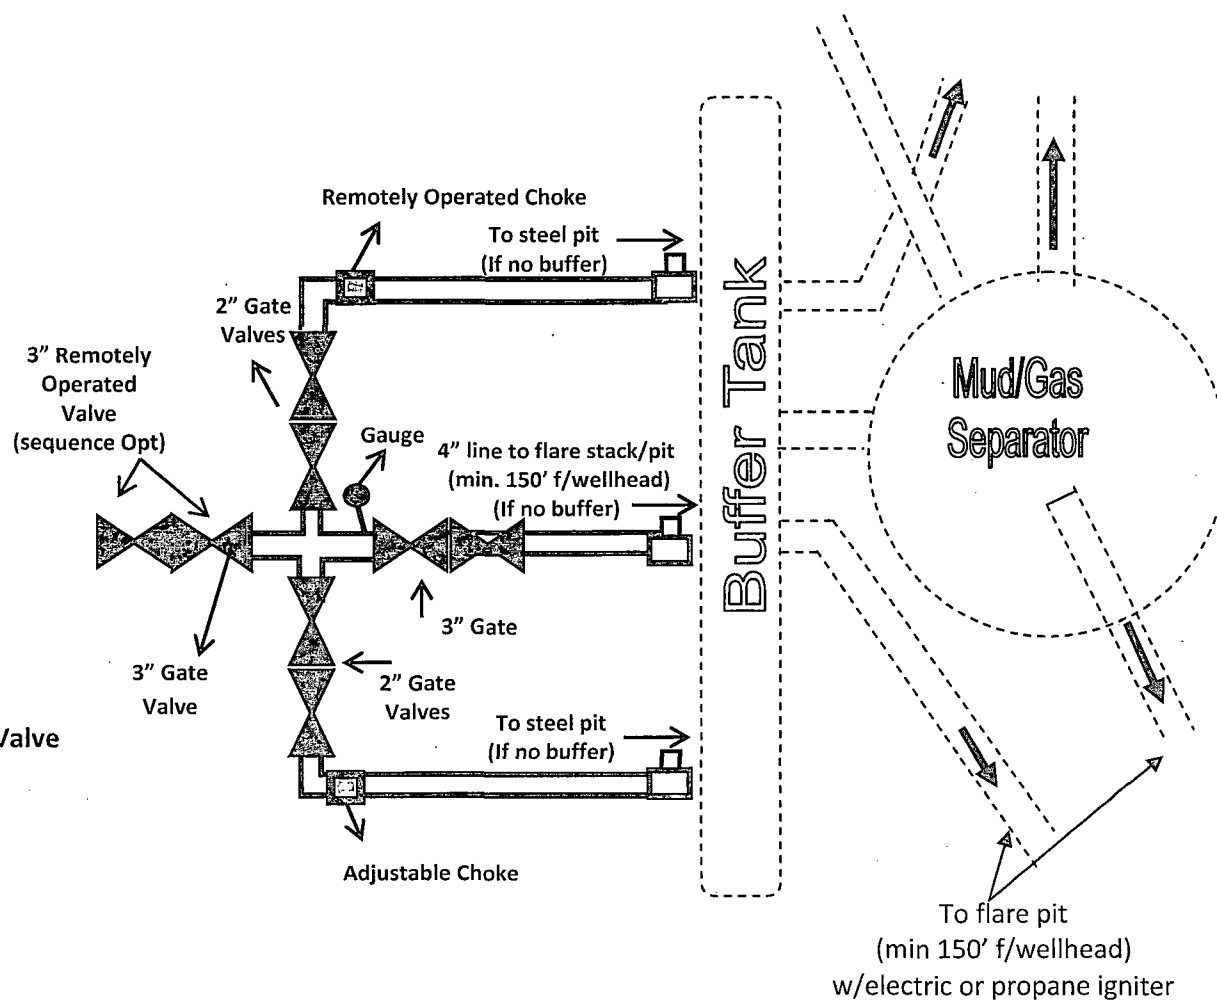 Remotely Operated Choke
To steel pit
(If no buffer)
2” Gate
Valves
3” Remotely
Operated
Valve
(sequence Opt)
Gauge
4” line to flare stack/pit
(min. 150’ f/wellhead)
(If no buffer)
Buffer Tank
Mud/Gas
Separator
3” Gate
3” Gate
Valve
2” Gate
Valves
Valve
To steel pit
(If no buffer)
Adjustable Choke
To flare pit
(min 150’ f/wellhead)
w/electric or propane igniter